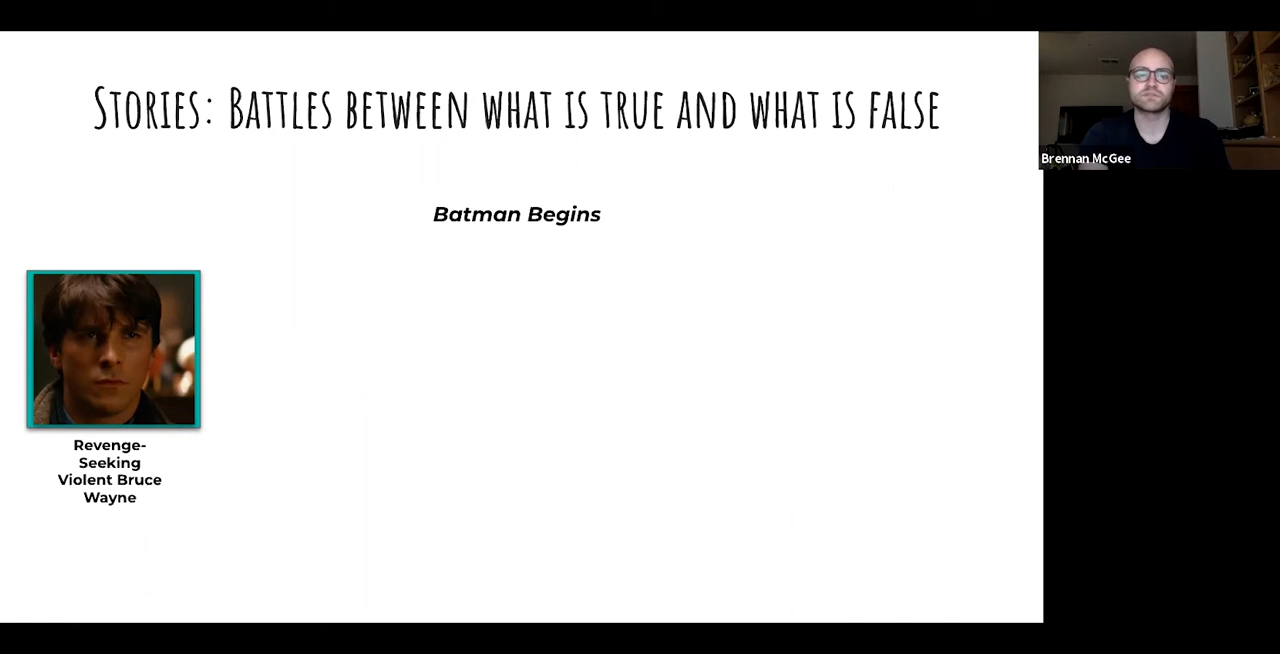 Stories: Battles between what is true and what is false
Batman Begins
Revenge-
Seeking
Violent Bruce
Wayne
Brennan McGee